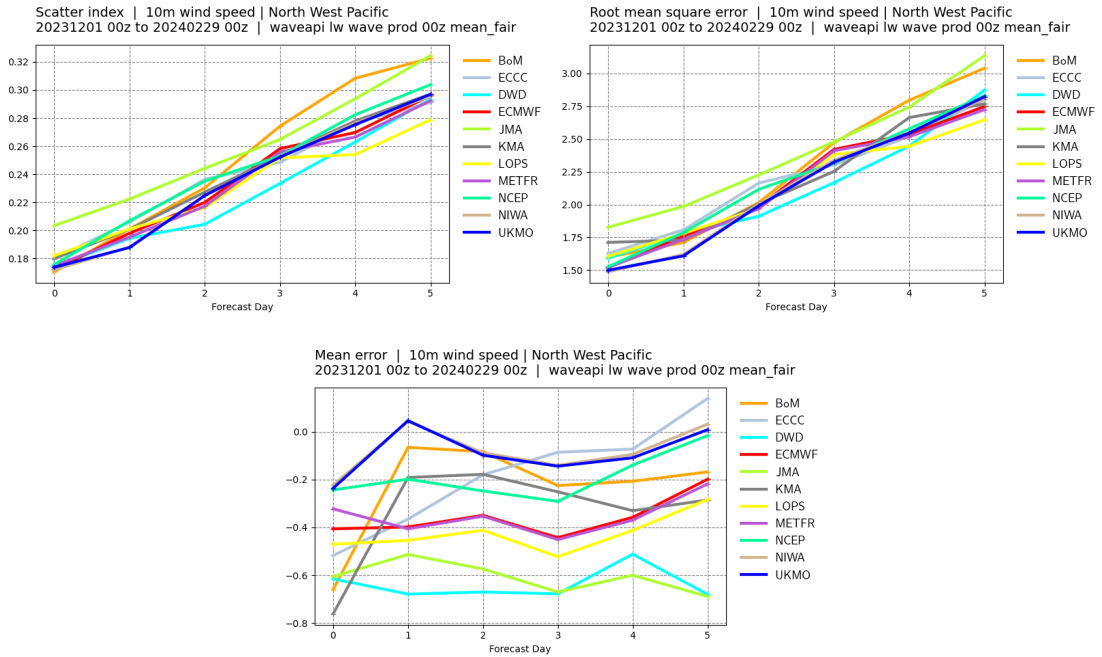 Scatter index  |  10m wind speed | North West Pacific
20231201 00z to 20240229 00z  |  waveapi lw wave prod 00z mean_fair
0.32
0.30
0.28
0.26
0.24
0.22
0.20
0.18
0
1
2
3
4
5
Forecast Day
BoM
ECCC
DWD
ECMWF
JMA
KMA
LOPS
METFR
NCEP
NIWA
UKMO
Root mean square error  |  10m wind speed | North West Pacific
20231201 00z to 20240229 00z  |  waveapi lw wave prod 00z mean_fair
3.00
2.75
2.50
2.25
2.00
1.75
1.50
0
1
2
3
4
5
Forecast Day
BoM
ECCC
DWD
ECMWF
JMA
KMA
LOPS
METFR
NCEP
NIWA
UKMO
Mean error  |  10m wind speed | North West Pacific
20231201 00z to 20240229 00z  |  waveapi lw wave prod 00z mean_fair
0.0
−0.2
−0.4
−0.6
−0.8
0
1
2
3
4
5
Forecast Day
BoM
ECCC
DWD
ECMWF
JMA
KMA
LOPS
METFR
NCEP
NIWA
UKMO